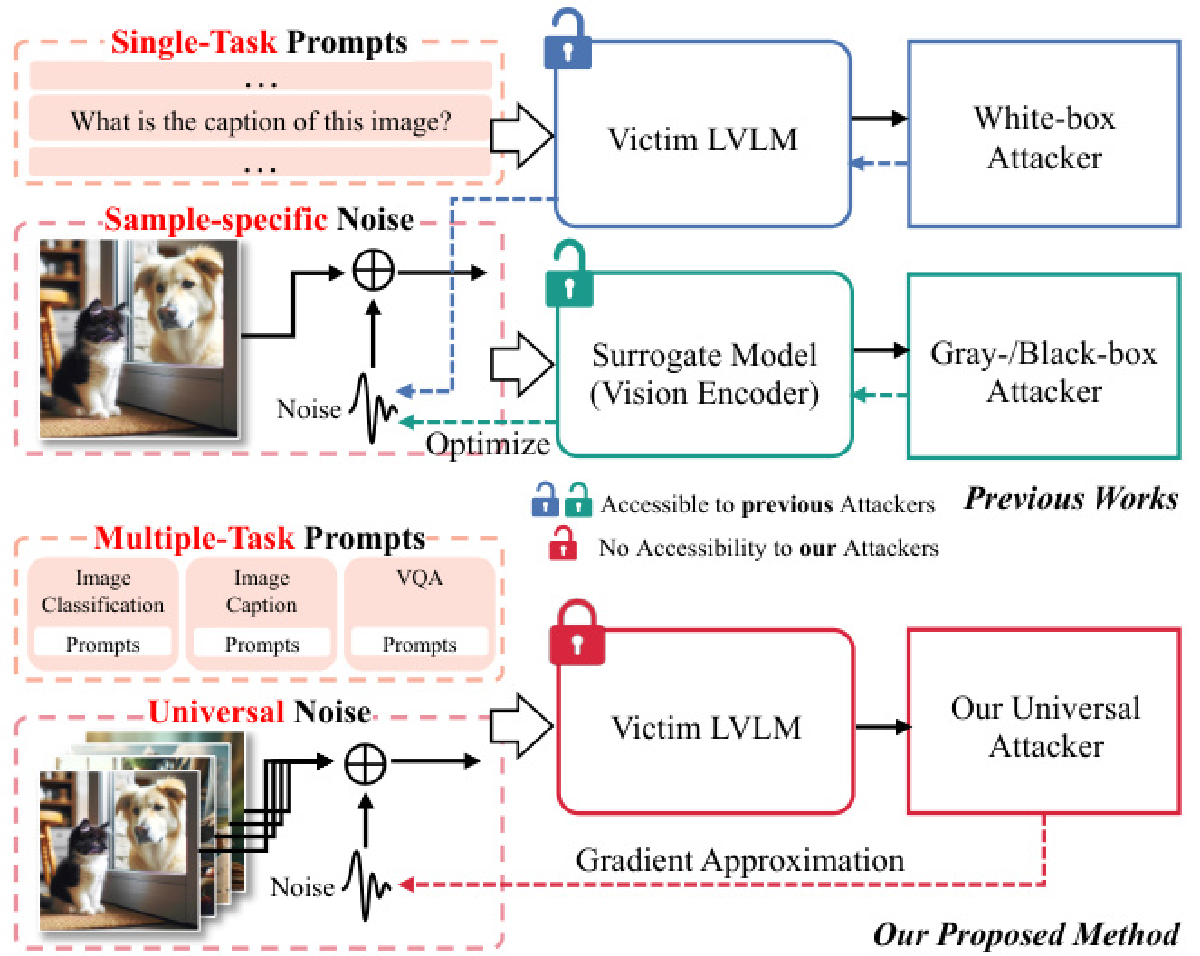 Single-Task Prompts
...
What is the caption of this image?
...
Victim LVLM
White-box
Attacker
Sample-specific Noise
Noise
Optimize
Surrogate Model
(Vision Encoder)
Gray-/Black-box
Attacker
Accessible to previous Attackers
Previous Works
No Accessibility to our Attackers
Multiple-Task Prompts
Image
Classification
Prompts
Image
Caption
Prompts
VQA
Prompts
Universal Noise
...
Noise
Victim LVLM
Our Universal
Attacker
Gradient Approximation
Our Proposed Method